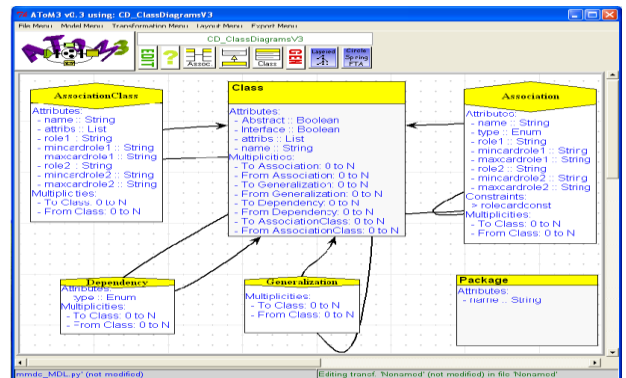 AToM3 v0.3 using: CD_ClassDiagramsV3
File Menu Model Menu Transformation Menu Layout Menu Export Menu
CD_ClassDiagramsV3
EDIT
?
Assoc
Class
GEN
Layered
Circle
Spring
FTA
AssociationClass
Attributes:
- name :: String
- attribs :: List
- role1 :: String
- mincardrole1 :: String
- maxcardrole1 :: String
- role2 :: String
- mincardrole2 :: String
- maxcardrole2 :: String
Multiplicities:
- To Class: 0 to N
- From Class: 0 to N
Class
Attributes:
- Abstract :: Boolean
- Interface :: Boolean
- attribs :: List
- name :: String
Multiplicities:
- To Association: 0 to N
- From Association: 0 to N
- To Generalization: 0 to N
- From Generalization: 0 to N
- To Dependency: 0 to N
- From Dependency: 0 to N
- To AssociationClass: 0 to N
- From AssociationClass: 0 to N
Association
Attributes:
- name :: String
- type :: Enum
- role1 :: String
- mincardrole1 :: String
- maxcardrole1 :: String
- role2 :: String
- mincardrole2 :: String
- maxcardrole2 :: String
Constraints:
> rolecardconst
Multiplicities:
- To Class: 0 to N
- From Class: 0 to N
Dependency
Attributes:
type :: Enum
Multiplicities:
- To Class: 0 to N
- From Class: 0 to N
Generalization
Multiplicities:
- To Class: 0 to N
- From Class: 0 to N
Package
Attributes:
- name :: String
mmdc_MDL.py' (not modified)
Editing transf. 'Nonamed' (not modified) in file 'Nonamed'